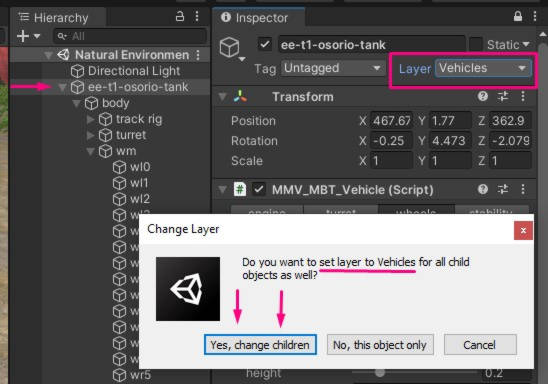 Hierarchy
All
Natural Environmen
Directional Light
ee-t1-osorio-tank
body
track rig
turret
wm
wl0
wl1
wl2
wr5
Inspector
ee-t1-osorio-tank
Static
Tag Untagged
Layer Vehicles
Transform
Position X 467.67 Y 1.77 Z 362.9
Rotation X -0.25 Y 4.473 Z -2.079
Scale X 1 Y 1 Z 1
# MMV_MBT_Vehicle (Script)
engine turret wheels stability
Change Layer
x
Do you want to set layer to Vehicles for all child
objects as well?
Yes, change children
No, this object only
Cancel
height 0.2